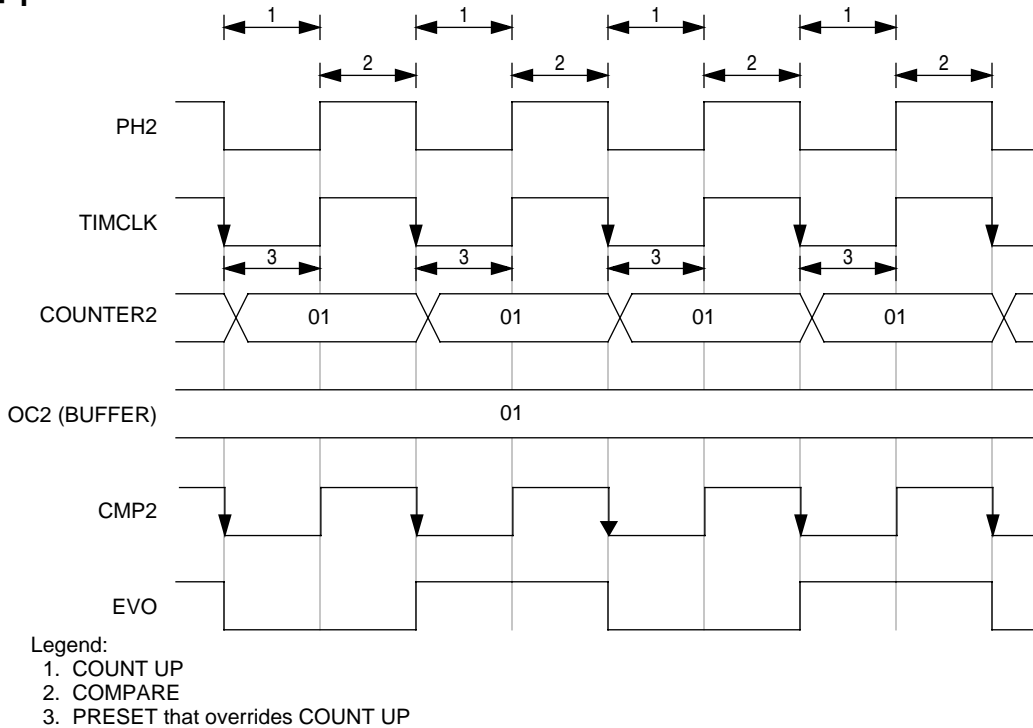 1 1 1 1
2 2 2 2
PH2
TIMCLK
3 3 3 3
COUNTER2 01 01 01 01
OC2 (BUFFER) 01
CMP2
EVO
Legend:
1. COUNT UP
2. COMPARE
3. PRESET that overrides COUNT UP